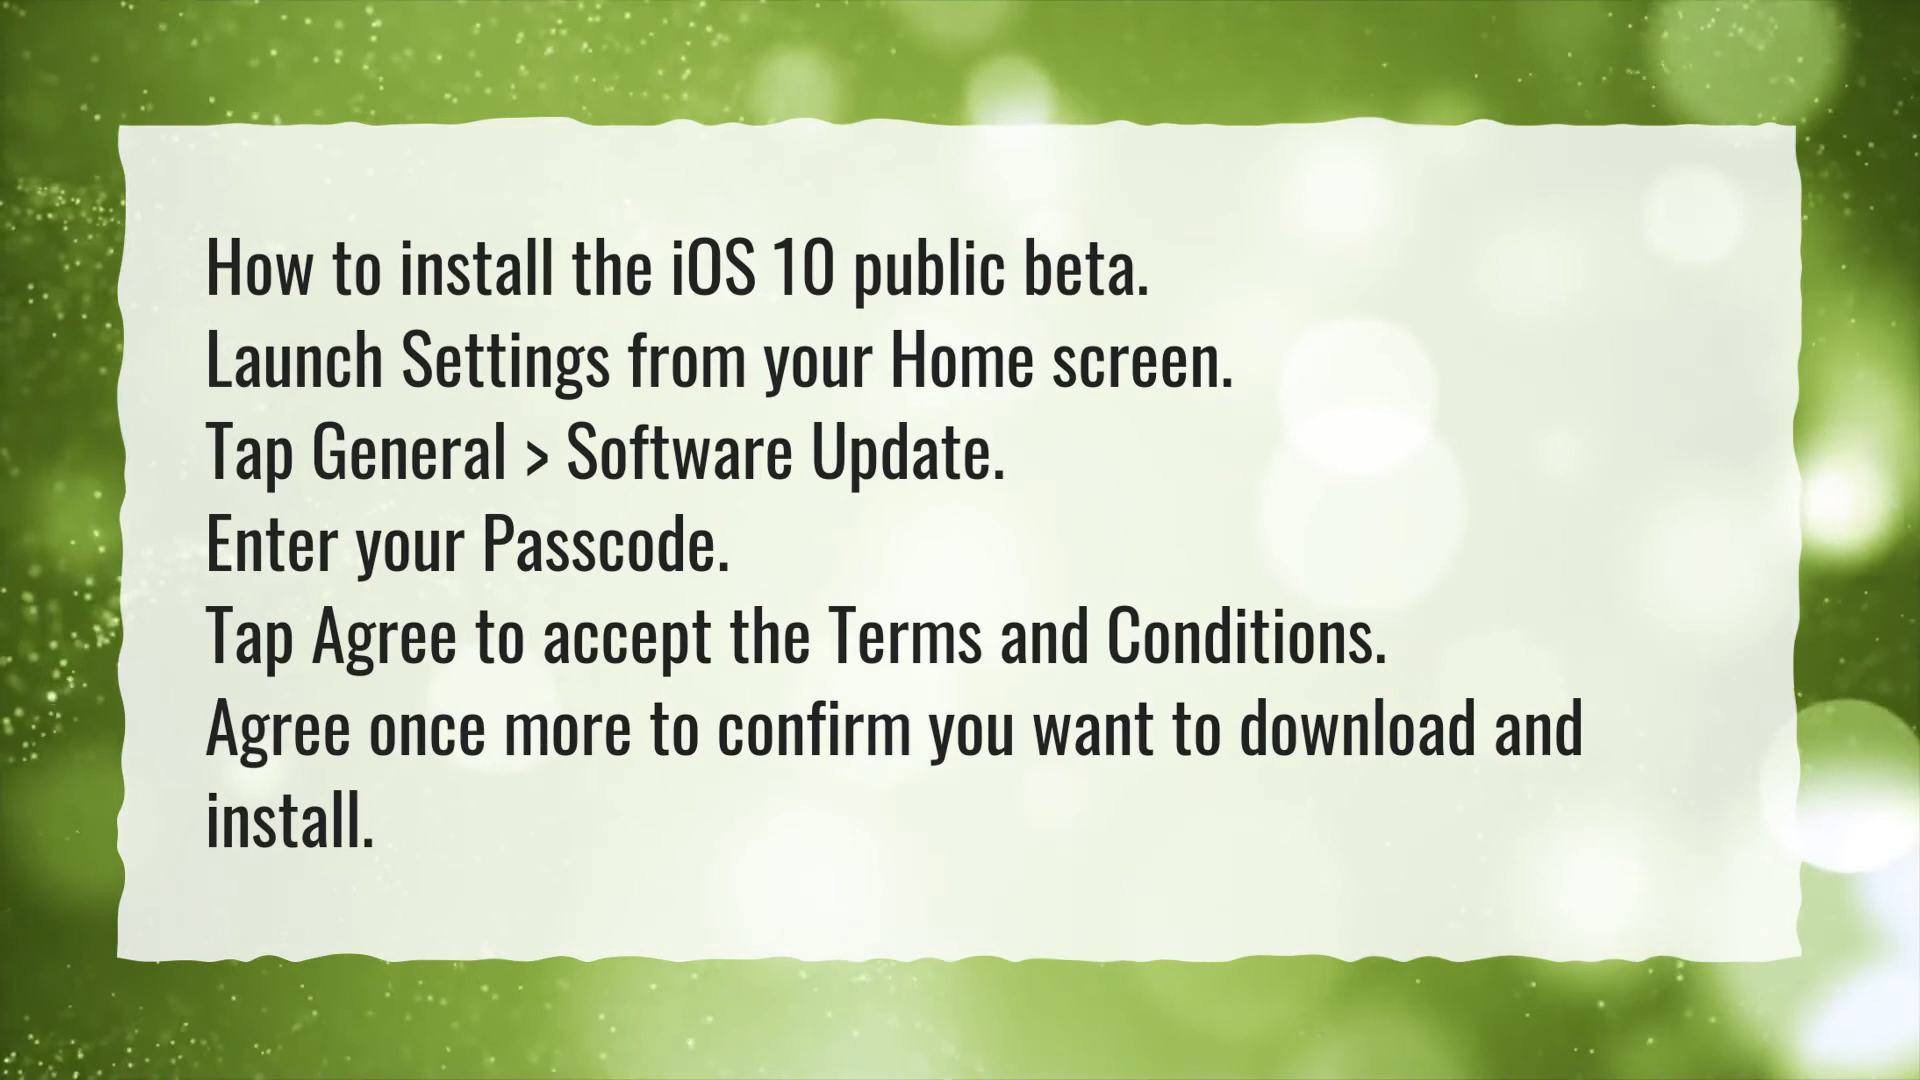 How to install the iOS 10 public beta.
Launch Settings from your Home screen.
Tap General > Software Update.
Enter your Passcode.
Tap Agree to accept the Terms and Conditions.
Agree once more to confirm you want to download and
install.